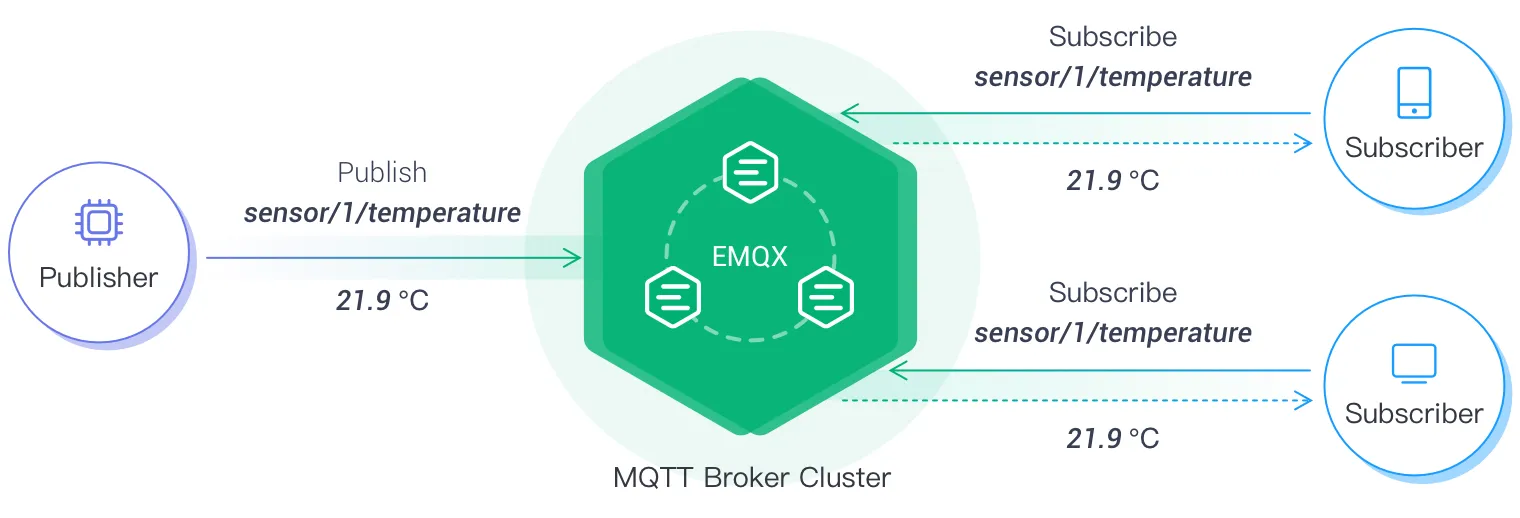 Publisher
Publish
sensor/1/temperature
21.9 °C
EMQX
MQTT Broker Cluster
Subscribe
sensor/1/temperature
21.9 °C
Subscriber
Subscribe
sensor/1/temperature
21.9 °C
Subscriber